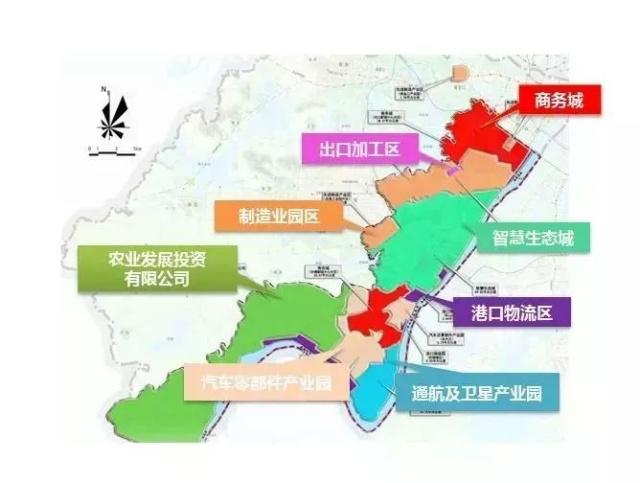 商务城
出口加工区
制造业园区
智慧生态城
农业发展投资
有限公司
港口物流区
汽车零部件产业园
通航及卫星产业园
N